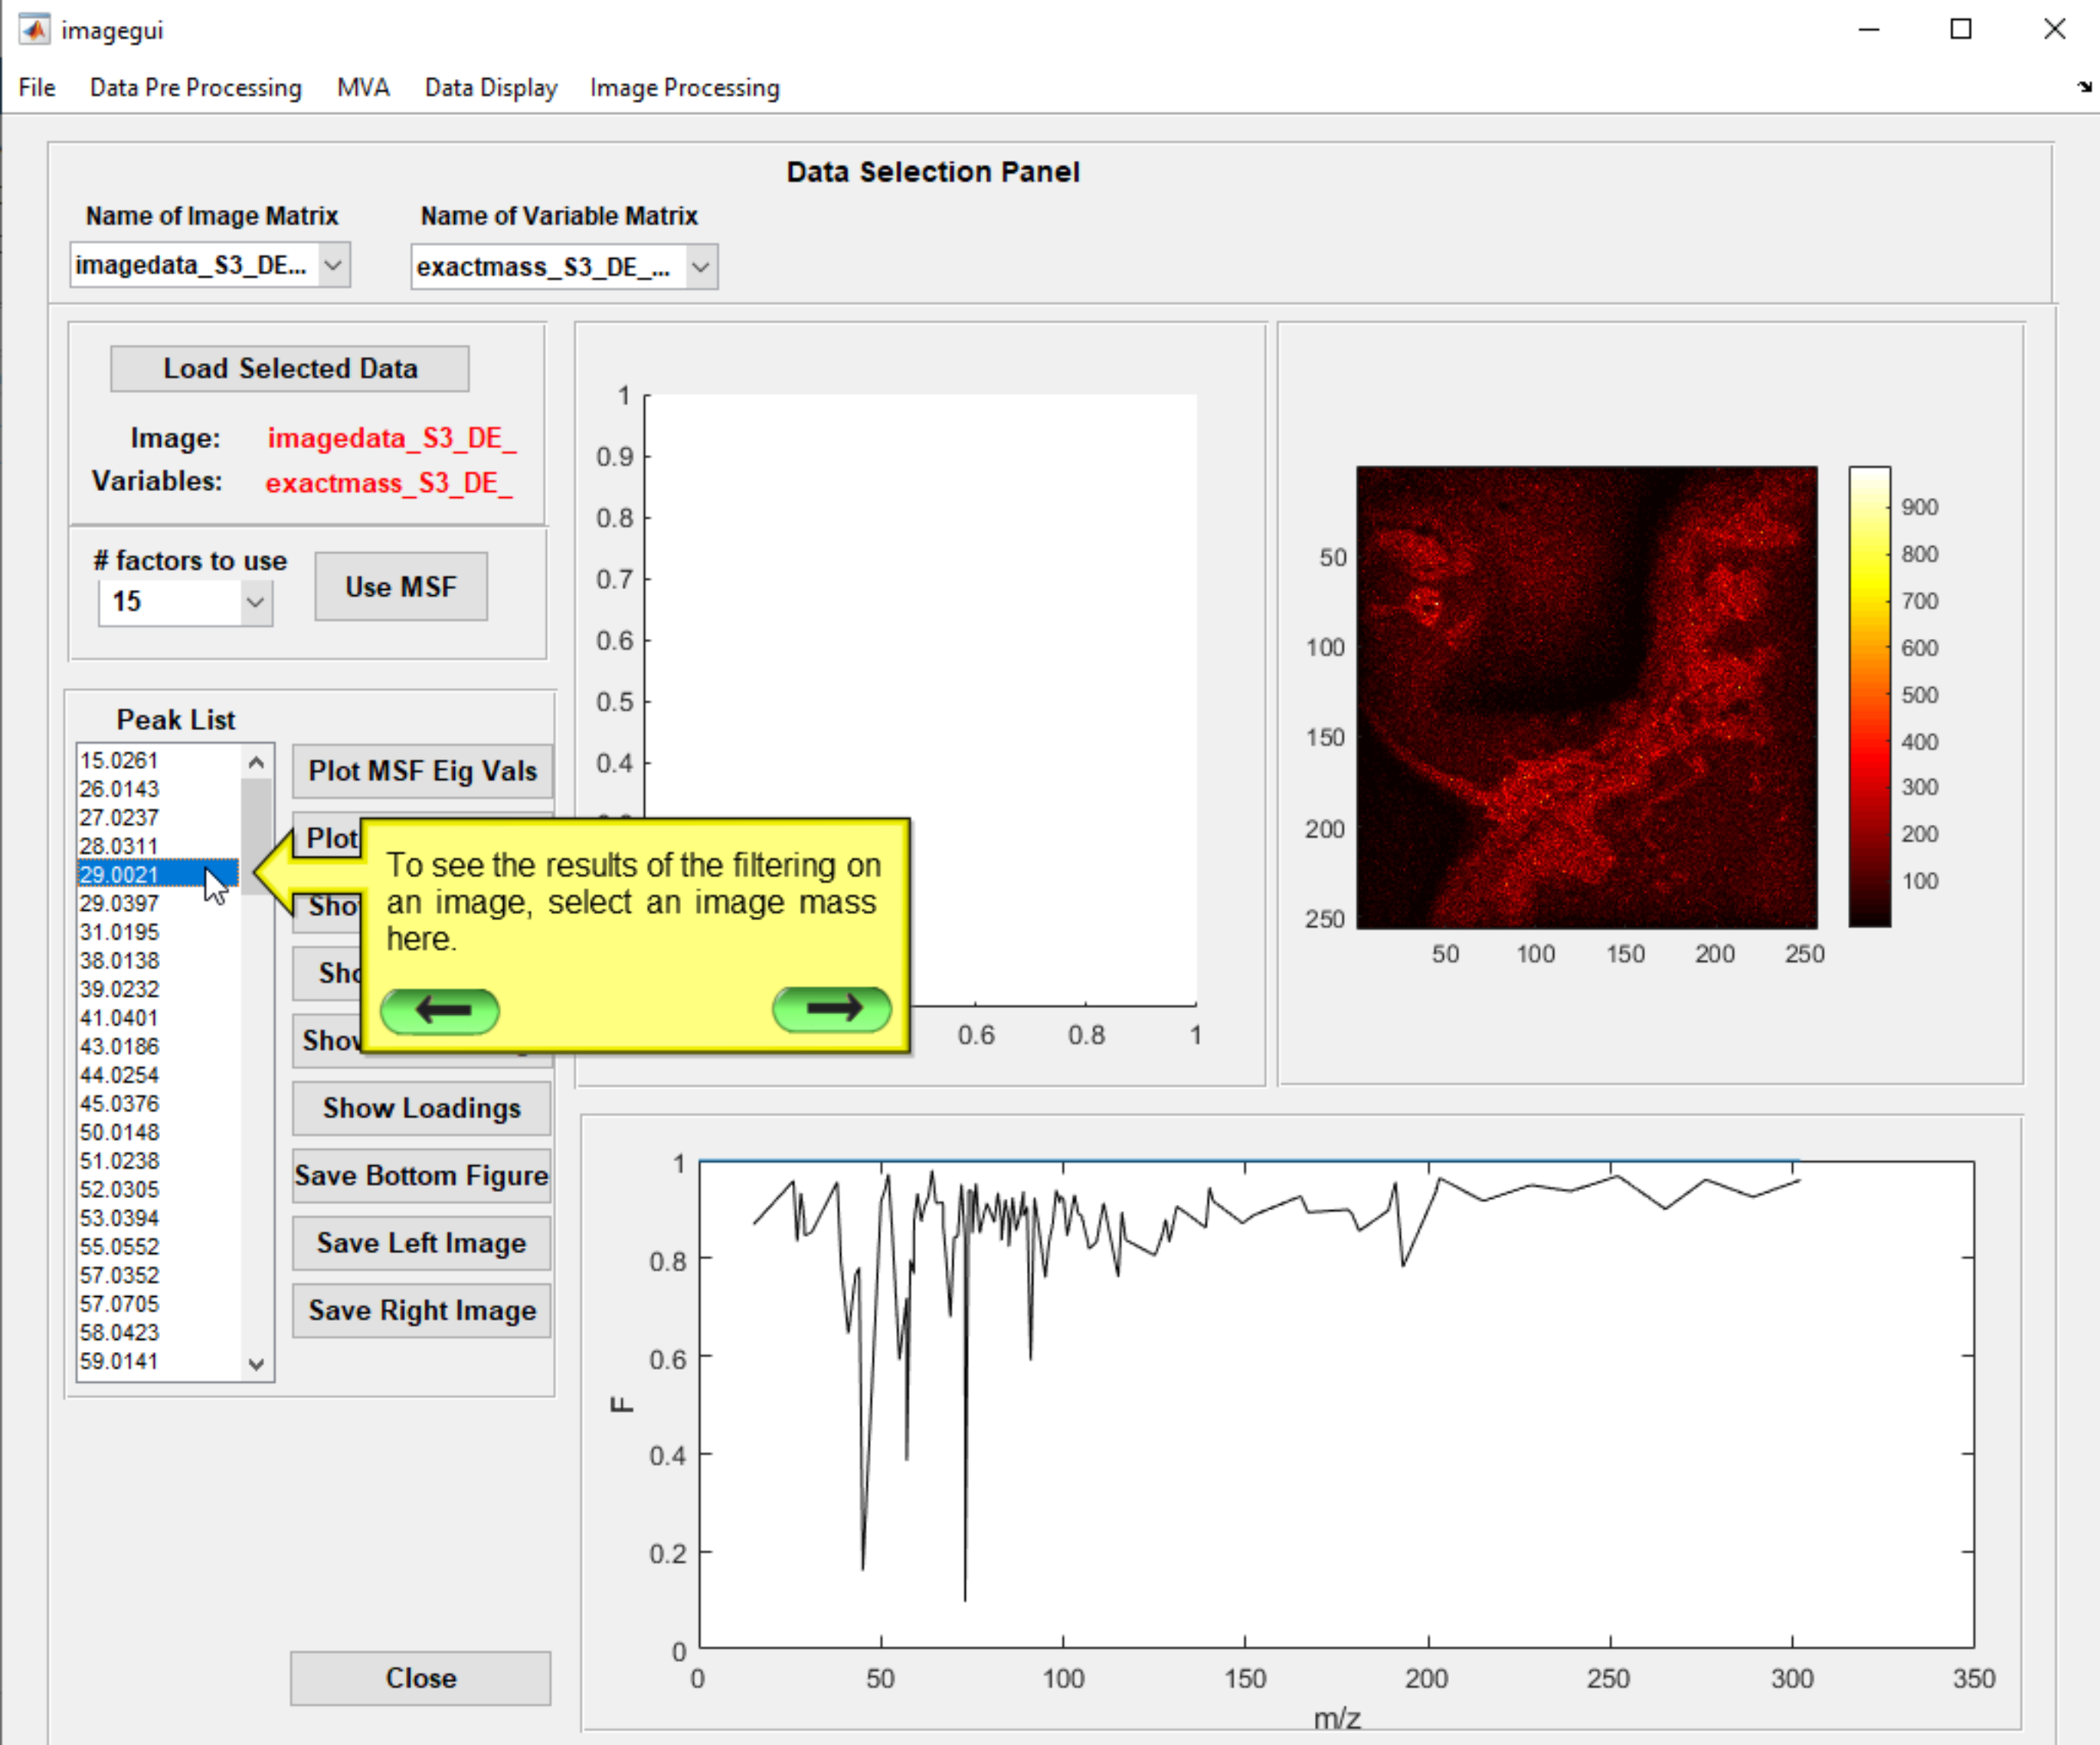 imagegui
File Data Pre Processing MVA Data Display Image Processing
Data Selection Panel
Name of Image Matrix Name of Variable Matrix
imagedata_S3_DE... exactmass_S3_DE_...
Load Selected Data
Image: imagedata_S3_DE_
Variables: exactmass_S3_DE_
# factors to use
15
Use MSF
Peak List
15.0261
26.0143
27.0237
28.0311
29.0021
29.0397
31.0195
38.0138
39.0232
41.0401
43.0186
44.0254
45.0376
50.0148
51.0238
52.0305
53.0394
55.0552
57.0352
57.0705
58.0423
59.0141
Plot MSF Eig Vals
Plot
Show Loadings
Save Bottom Figure
Save Left Image
Save Right Image
Close
To see the results of the filtering on
an image, select an image mass
here.
1
0.9
0.8
0.7
0.6
0.5
0.4
0.6 0.8 1
50
100
150
200
250
50 100 150 200 250
900
800
700
600
500
400
300
200
100
1
0.8
0.6
0.4
0.2
0
F
0 50 100 150 200 250 300 350
m/z